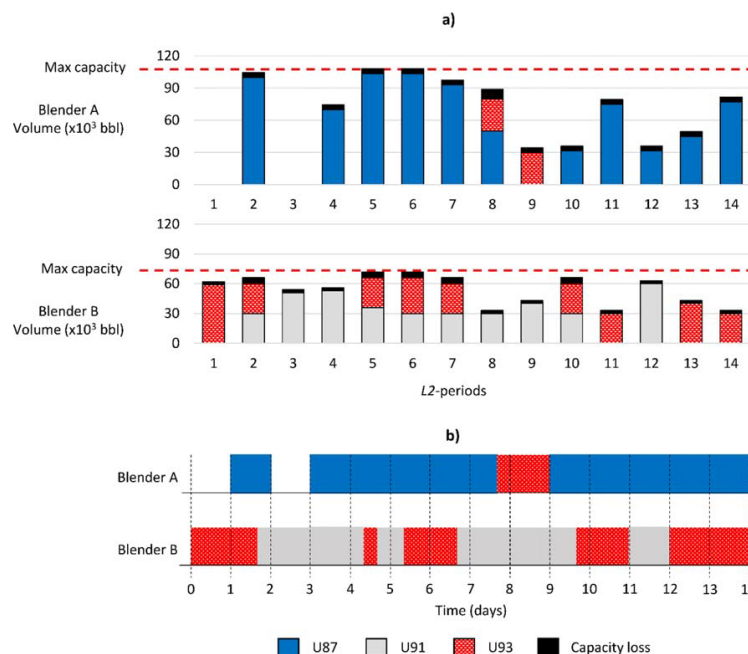 a)
120
Max capacity
90
Blender A
Volume (x10³ bbl)
60
30
0
1 2 3 4 5 6 7 8 9 10 11 12 13 14
120
90
Max capacity
60
Blender B
Volume (x10³ bbl)
30
0
1 2 3 4 5 6 7 8 9 10 11 12 13 14
L2-periods
b)
Blender A
Blender B
0 1 2 3 4 5 6 7 8 9 10 11 12 13
Time (days)
U87 U91 U93 Capacity loss